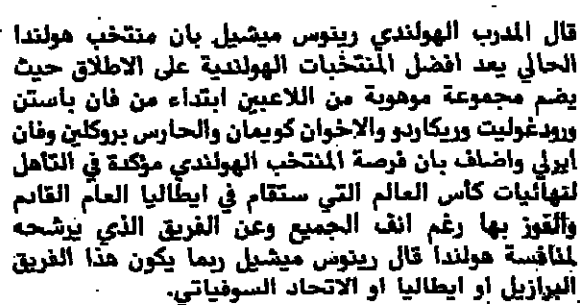 قال المدرب الهولندي رينوس ميشيل بان منتخب هولندا
الحالي يعد افضل المنتخبات الهولندية على الاطلاق حيث
يضم مجموعة موهوبة من اللاعبين ابتداء من فان باستن
ورودغوليت وريكاردو والاخوان كويمان والحارس بروكلين وفان
ايرلي واضاف بان فرصة المنتخب الهولندي مؤكدة في التأهل
لنهائيات كأس العالم التي ستقام في ايطاليا العام القادم
والفوز بها رغم انف الجميع وعن الفريق الذي يرشحه
لمنافسة هولندا قال رينوس ميشيل ربما يكون هذا الفريق
البرازيل او ايطاليا او الاتحاد السوفياتي.